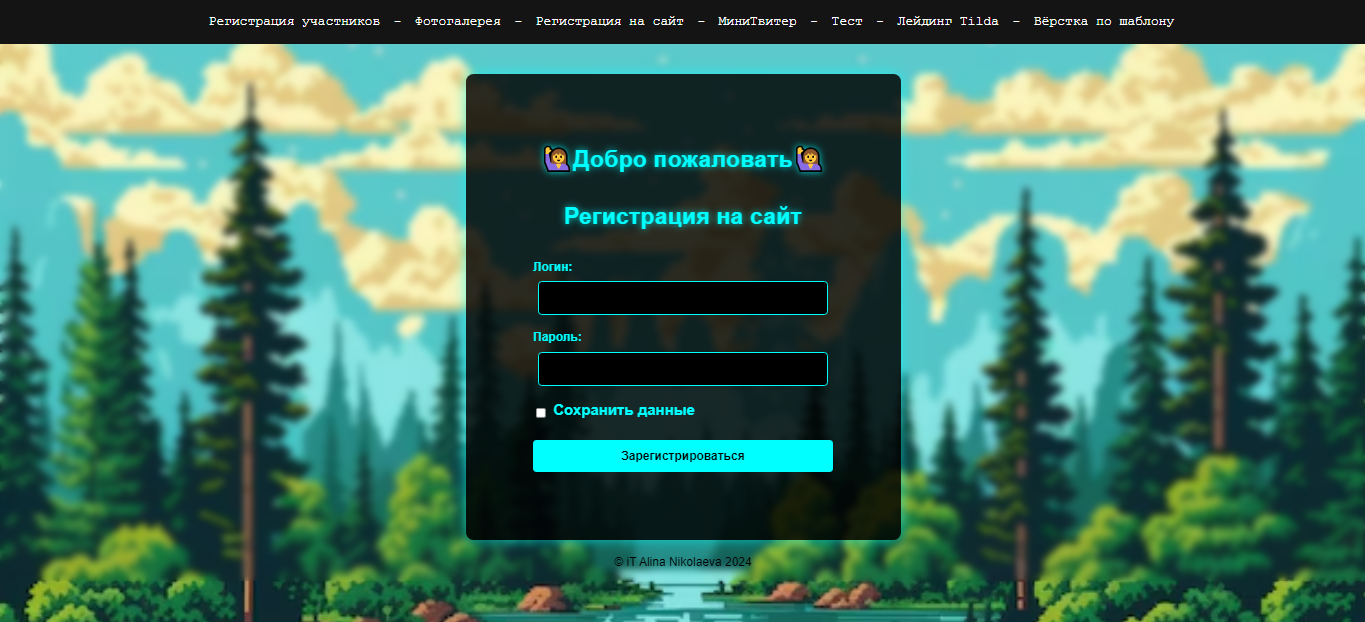 Регистрация участников – Фотогалерея – Регистрация на сайт – МиниТвитер – Тест – Лейдинг Tilda – Вёрстка по шаблону
🙋‍♀️Добро пожаловать🙋‍♀️
Регистрация на сайт
Логин:
Пароль:
Сохранить данные
Зарегистрироваться
© iT Alina Nikolaeva 2024